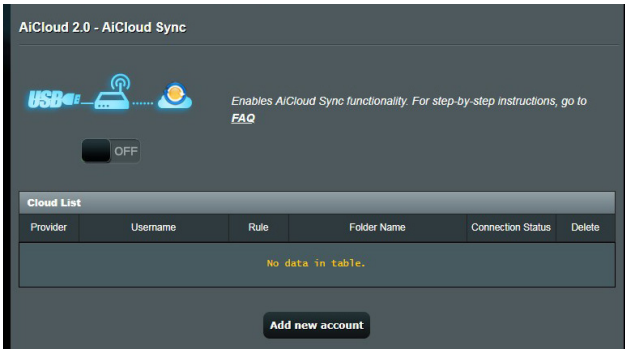 AiCloud 2.0 - AiCloud Sync
USB
Enables AiCloud Sync functionality. For step-by-step instructions, go to
FAQ
OFF
Cloud List
Provider Username Rule Folder Name Connection Status Delete
No data in table.
Add new account